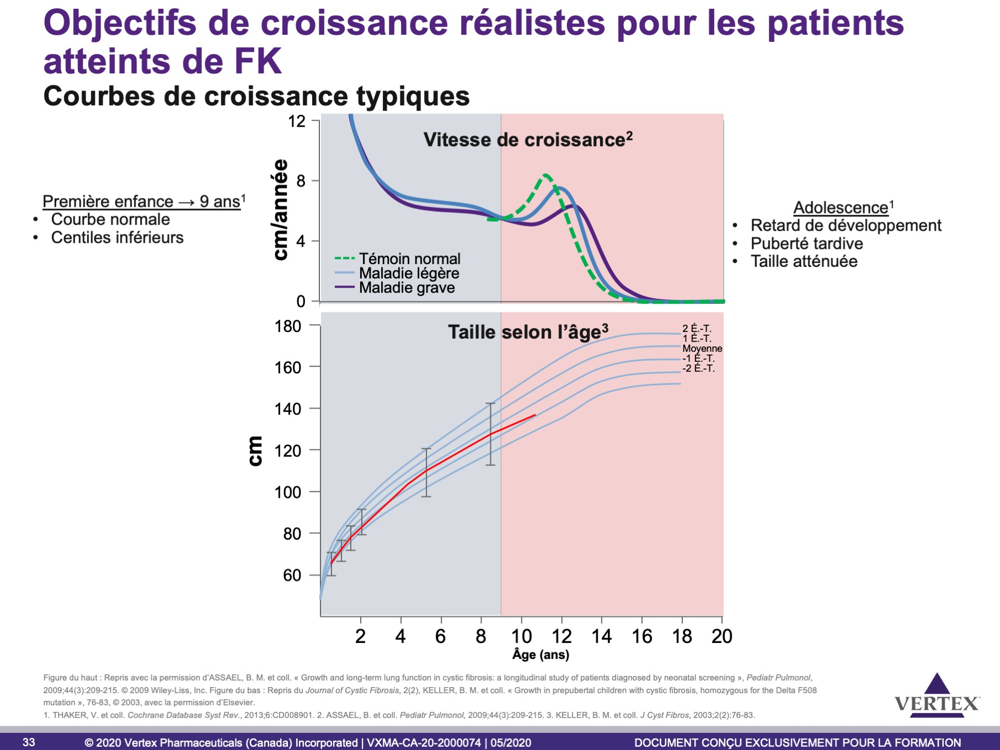 Objectifs de croissance réalistes pour les patients
atteints de FK
Courbes de croissance typiques
Première enfance → 9 ans1
• Courbe normale
• Centiles inférieurs
12
8
4
0
cm/année
Vitesse de croissance2
Témoin normal
Maladie légère
Maladie grave
Adolescence1
• Retard de développement
• Puberté tardive
• Taille atténuée
180
160
140
120
100
80
60
cm
Taille selon l’âge3
2 É.-T.
1 É.-T.
Moyenne
-1 É.-T.
-2 É.-T.
2 4 6 8 10 12 14 16 18 20
Âge (ans)
Figure du haut : Repris avec la permission d’ASSAEL, B. M. et coll. « Growth and long-term lung function in cystic fibrosis: a longitudinal study of patients diagnosed by neonatal screening », Pediatr Pulmonol,
2009;44(3):209-215. © 2009 Wiley-Liss, Inc. Figure du bas : Repris du Journal of Cystic Fibrosis, 2(2), KELLER, B. M. et coll. « Growth in prepubertal children with cystic fibrosis, homozygous for the Delta F508
mutation », 76-83, © 2003, avec la permission d’Elsevier.
1. THAKER, V. et coll. Cochrane Database Syst Rev., 2013;6:CD008901. 2. ASSAEL, B. et coll. Pediatr Pulmonol, 2009;44(3):209-215. 3. KELLER, B. M. et coll. J Cyst Fibros, 2003;2(2):76-83.
VERTEX
33 © 2020 Vertex Pharmaceuticals (Canada) Incorporated | VXMA-CA-20-2000074 | 05/2020 DOCUMENT CONÇU EXCLUSIVEMENT POUR LA FORMATION